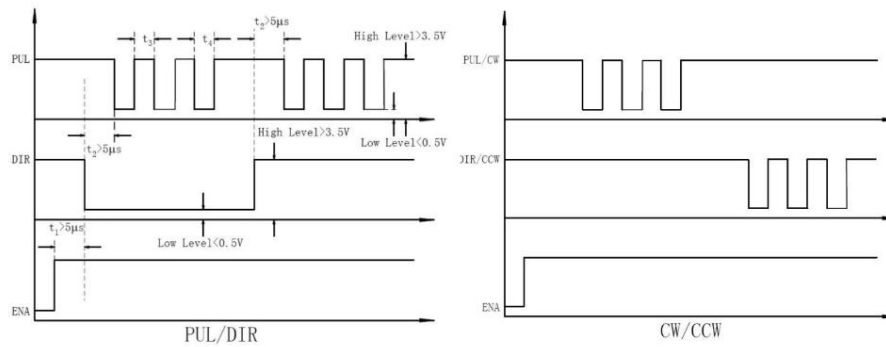 t₂>5μs
High Level>3.5V
t₃
t₄
PUL
t₂>5μs
High Level>3.5V
Low Level<0.5V
DIR
t₁>5μs
Low Level<0.5V
ENA
PUL/DIR
PUL/CW
DIR/CCW
ENA
CW/CCW